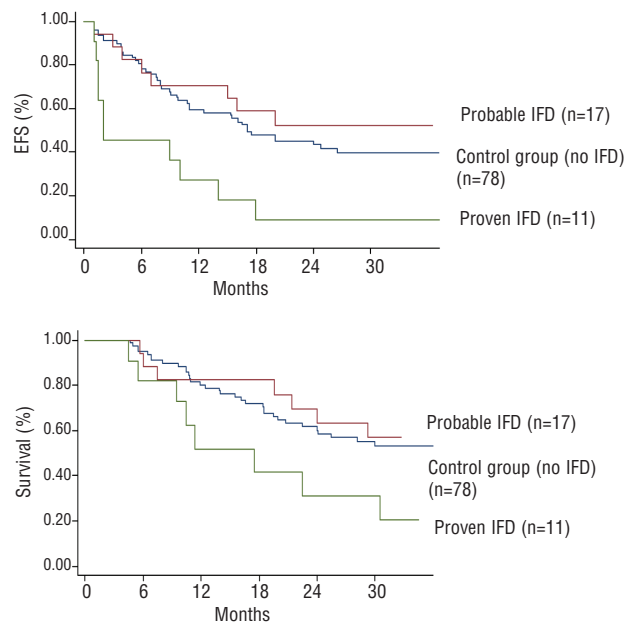 1.00
0.80
0.60
0.40
0.20
0.00
EFS (%)
0 6 12 18 24 30
Months
Probable IFD (n=17)
Control group (no IFD)
(n=78)
Proven IFD (n=11)
1.00
0.80
0.60
0.40
0.20
0.00
Survival (%)
0 6 12 18 24 30
Months
Probable IFD (n=17)
Control group (no IFD)
(n=78)
Proven IFD (n=11)